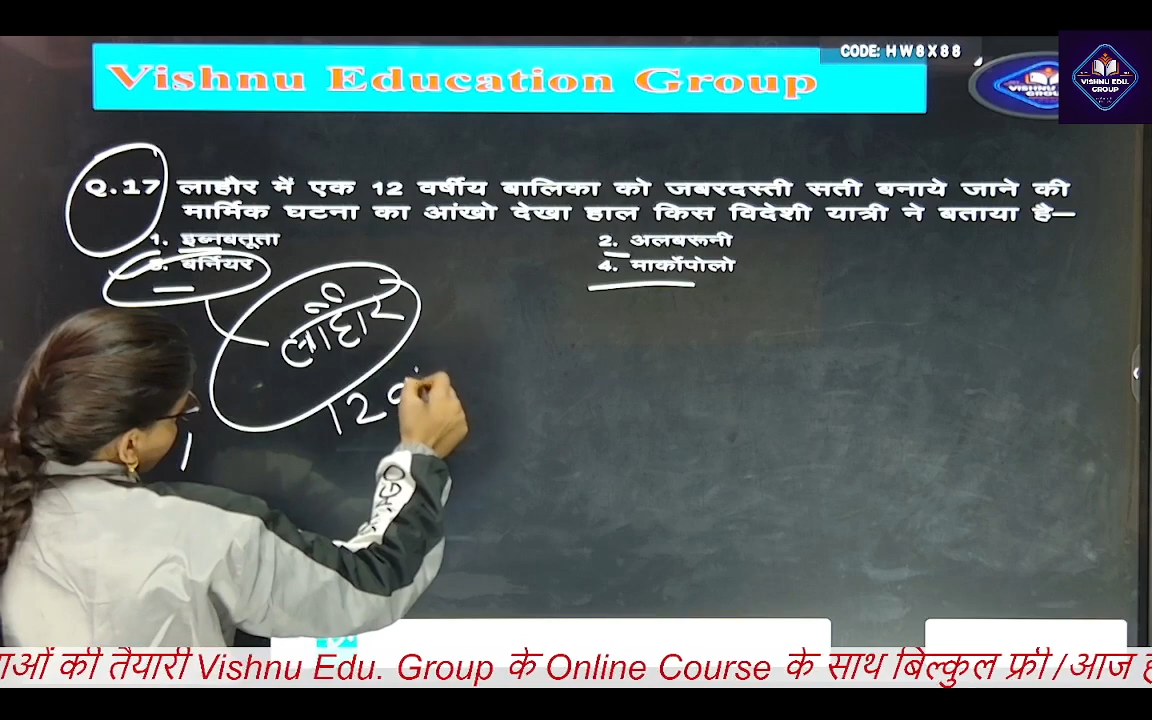 CODE: HW8X88
Vishnu Education Group
VISHNU EDU.
GROUP
Q.17 लाहौर में एक 12 वर्षीय बालिका को जबरदस्ती सती बनाये जाने की
मार्मिक घटना का आंखो देखा हाल किस विदेशी यात्री ने बताया है—
1. इब्नबतूता
2. अलबरूनी
3. बर्नियर
4. मार्कोपोलो
लाहौर
12
ाओं की तैयारी Vishnu Edu. Group के Online Course के साथ बिल्कुल फ्री / आज ह